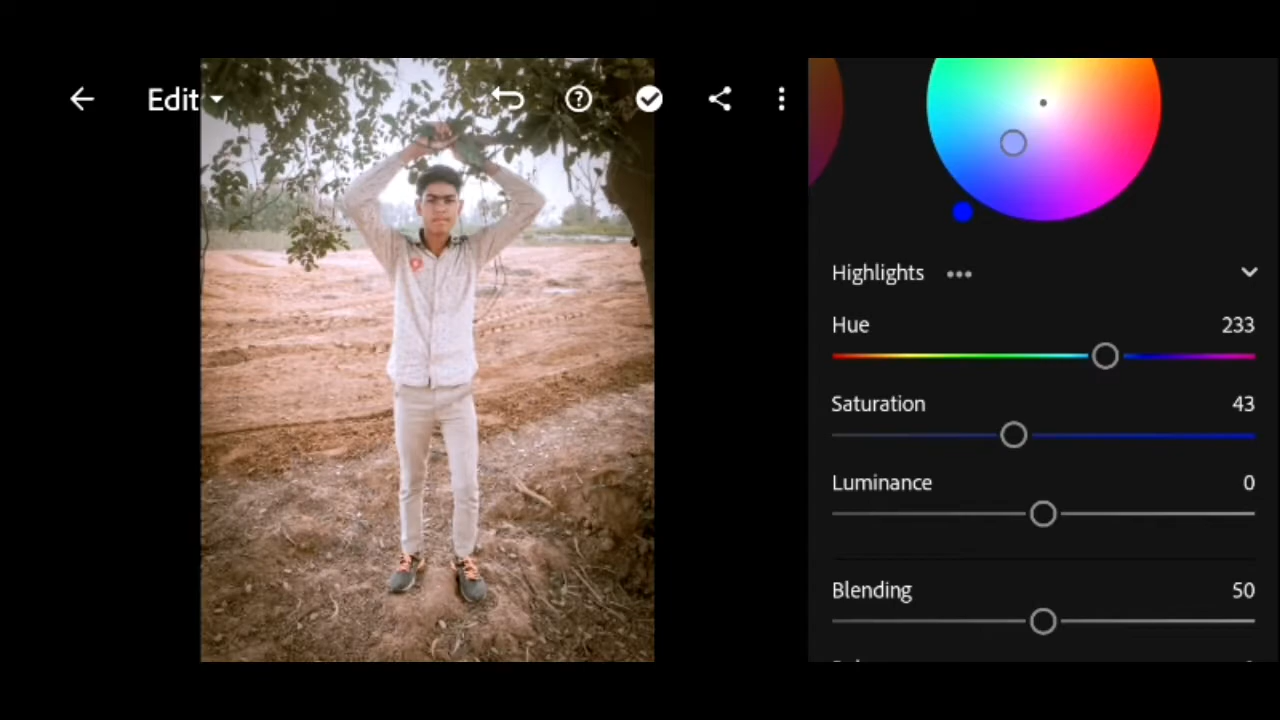 Edit
Highlights
Hue 233
Saturation 43
Luminance 0
Blending 50